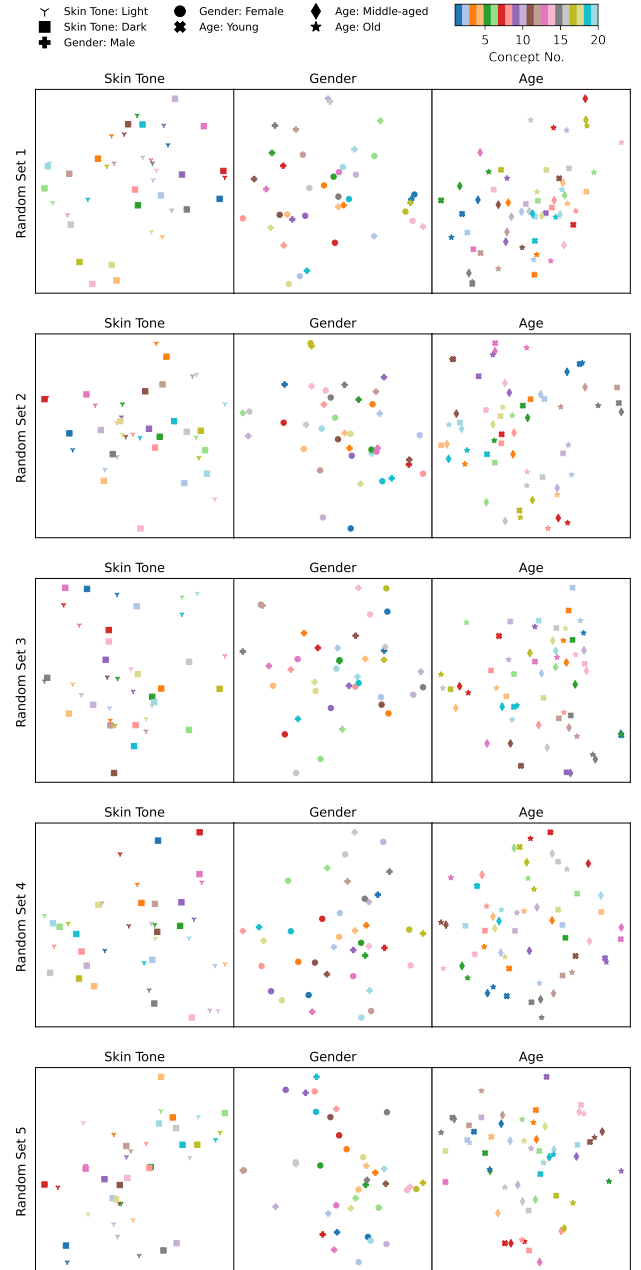 Skin Tone: Light
Gender: Female
Age: Middle-aged
Skin Tone: Dark
Age: Young
Age: Old
Gender: Male
5 10 15 20
Concept No.
Skin Tone Gender Age
Random Set 1
Skin Tone Gender Age
Random Set 2
Skin Tone Gender Age
Random Set 3
Skin Tone Gender Age
Random Set 4
Skin Tone Gender Age
Random Set 5